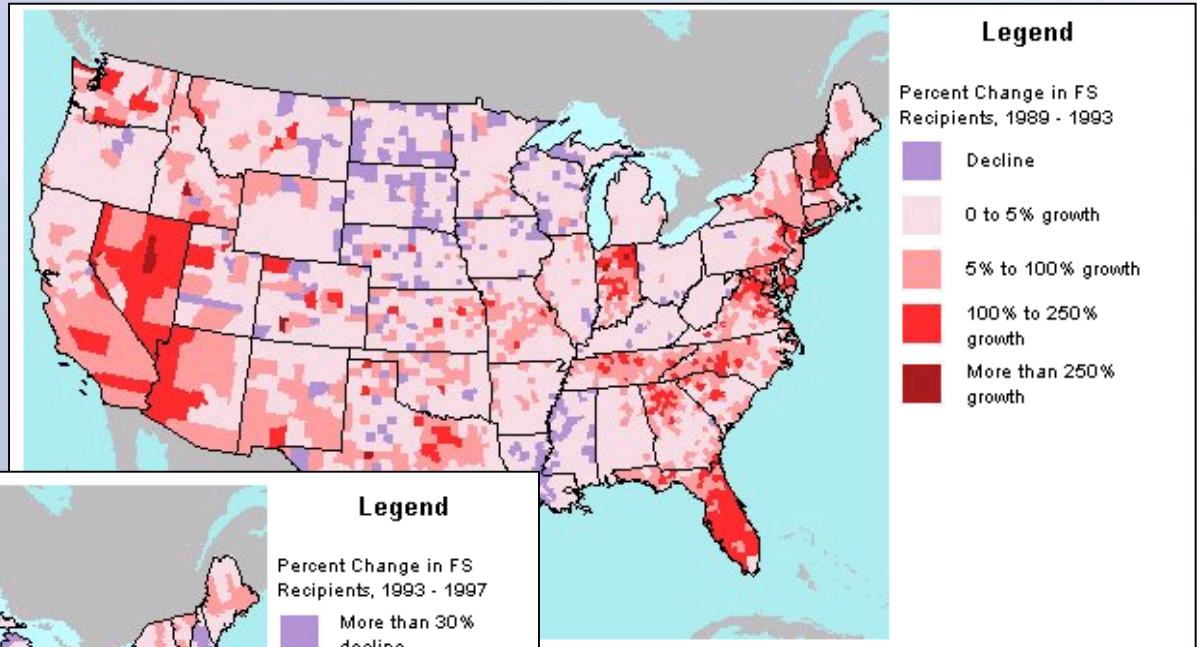 Legend
Percent Change in FS
Recipients, 1989 - 1993
Decline
0 to 5% growth
5% to 100% growth
100% to 250%
growth
More than 250%
growth
Legend
Percent Change in FS
Recipients, 1993 - 1997
More than 30%
decline